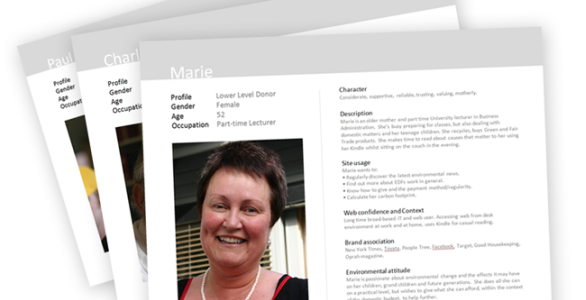 Paul
Profile
Gender
Age
Occupation
Charl
Profile
Gender
Age
Occupation
Marie
Profile Lower Level Donor
Gender Female
Age 52
Occupation Part-time Lecturer
Character
Considerate, supportive, reliable, trusting, valuing, motherly.
Description
Marie is an older mother and part time University lecturer in Business
Administration. She's busy preparing for classes, but also dealing with
domestic matters and her teenage children. She recycles, buys Green and Fair
Trade products. She makes time to read about causes that matter to her using
her Kindle whilst sitting on the couch in the evening.
Site usage
Marie wants to:
• Regularly discover the latest environmental news.
• Find out more about EDFs work in general.
• Know how to give and the payment method/regularity.
• Calculate her carbon footprint.
Web confidence and Context
Long time broad based IT and web user. Accessing web from desk
environment at work and at home, uses Kindle for casual reading.
Brand association
New York Times, Toyota, People Tree, Facebook, Target, Good Housekeeping,
Oprah magazine.
Environmental attitude
Marie is passionate about environmental change and the effects it may have
on her children, grand children and future generations. She does all she can
on a practical level, but wishes to give what she can afford, within the context
of the domestic budget, to help further.